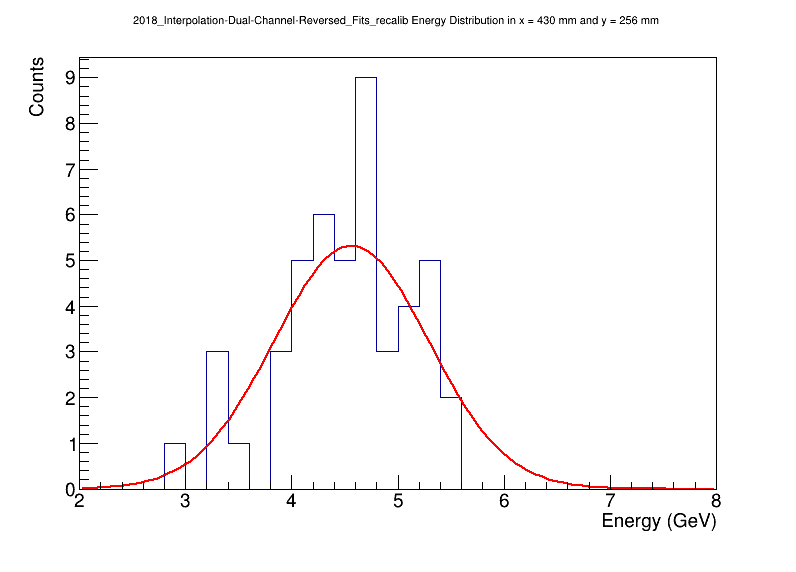 2018_Interpolation-Dual-Channel-Reversed_Fits_recalib Energy Distribution in x = 430 mm and y = 256 mm
Counts
9
8
7
6
5
4
3
2
1
0
2 3 4 5 6 7 8
Energy (GeV)